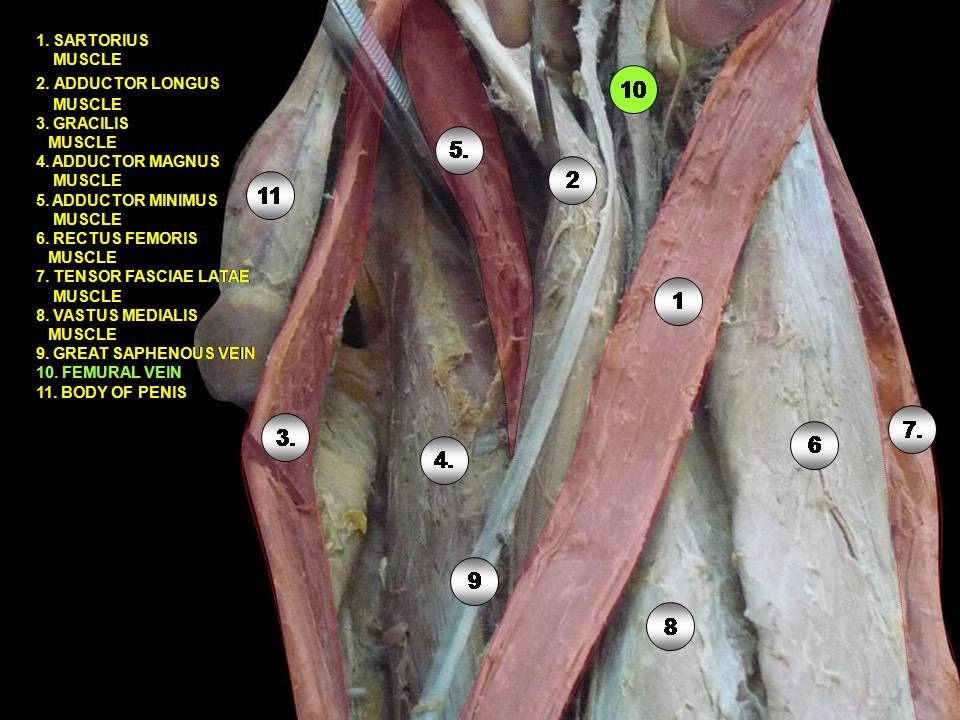 1. SARTORIUS
MUSCLE
2. ADDUCTOR LONGUS
MUSCLE
3. GRACILIS
MUSCLE
4. ADDUCTOR MAGNUS
MUSCLE
5. ADDUCTOR MINIMUS
MUSCLE
6. RECTUS FEMORIS
MUSCLE
7. TENSOR FASCIAE LATAE
MUSCLE
8. VASTUS MEDIALIS
MUSCLE
9. GREAT SAPHENOUS VEIN
10. FEMURAL VEIN
11. BODY OF PENIS
10
5.
2
11
1
7.
3.
6
4.
9
8